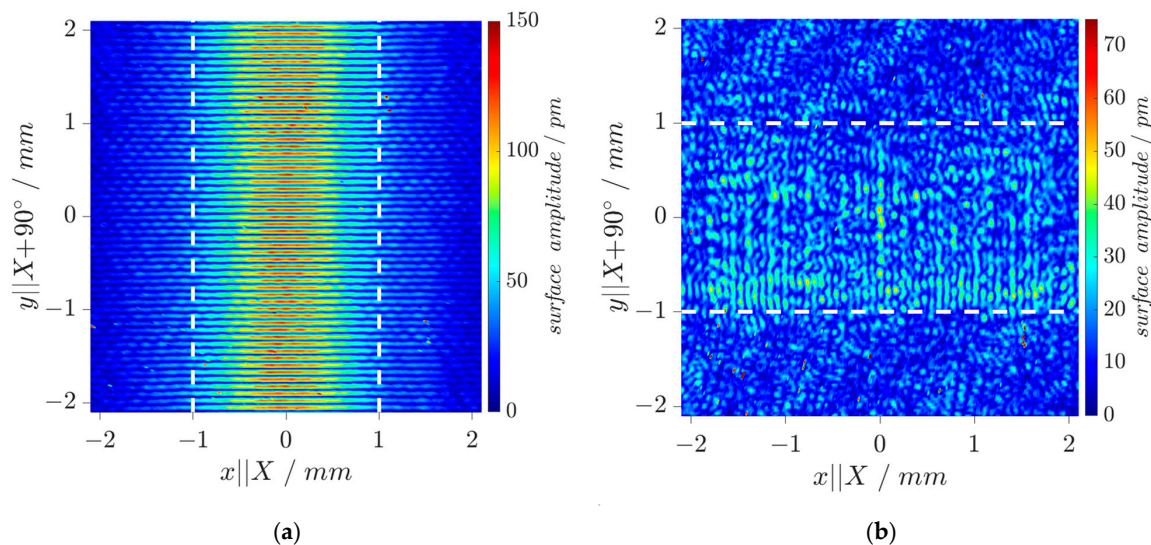 2
1
0
−1
−2
y||X+90° / mm
−2 −1 0 1 2
x||X / mm
150
100
50
0
surface amplitude / pm
(a)
2
1
0
−1
−2
y||X+90° / mm
−2 −1 0 1 2
x||X / mm
70
60
50
40
30
20
10
0
surface amplitude / pm
(b)